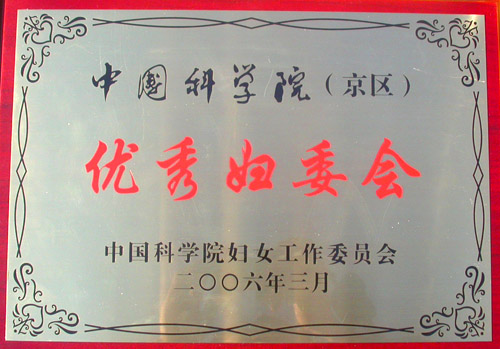 中国科学院（京区）
优秀妇委会
中国科学院妇女工作委员会
二〇〇六年三月